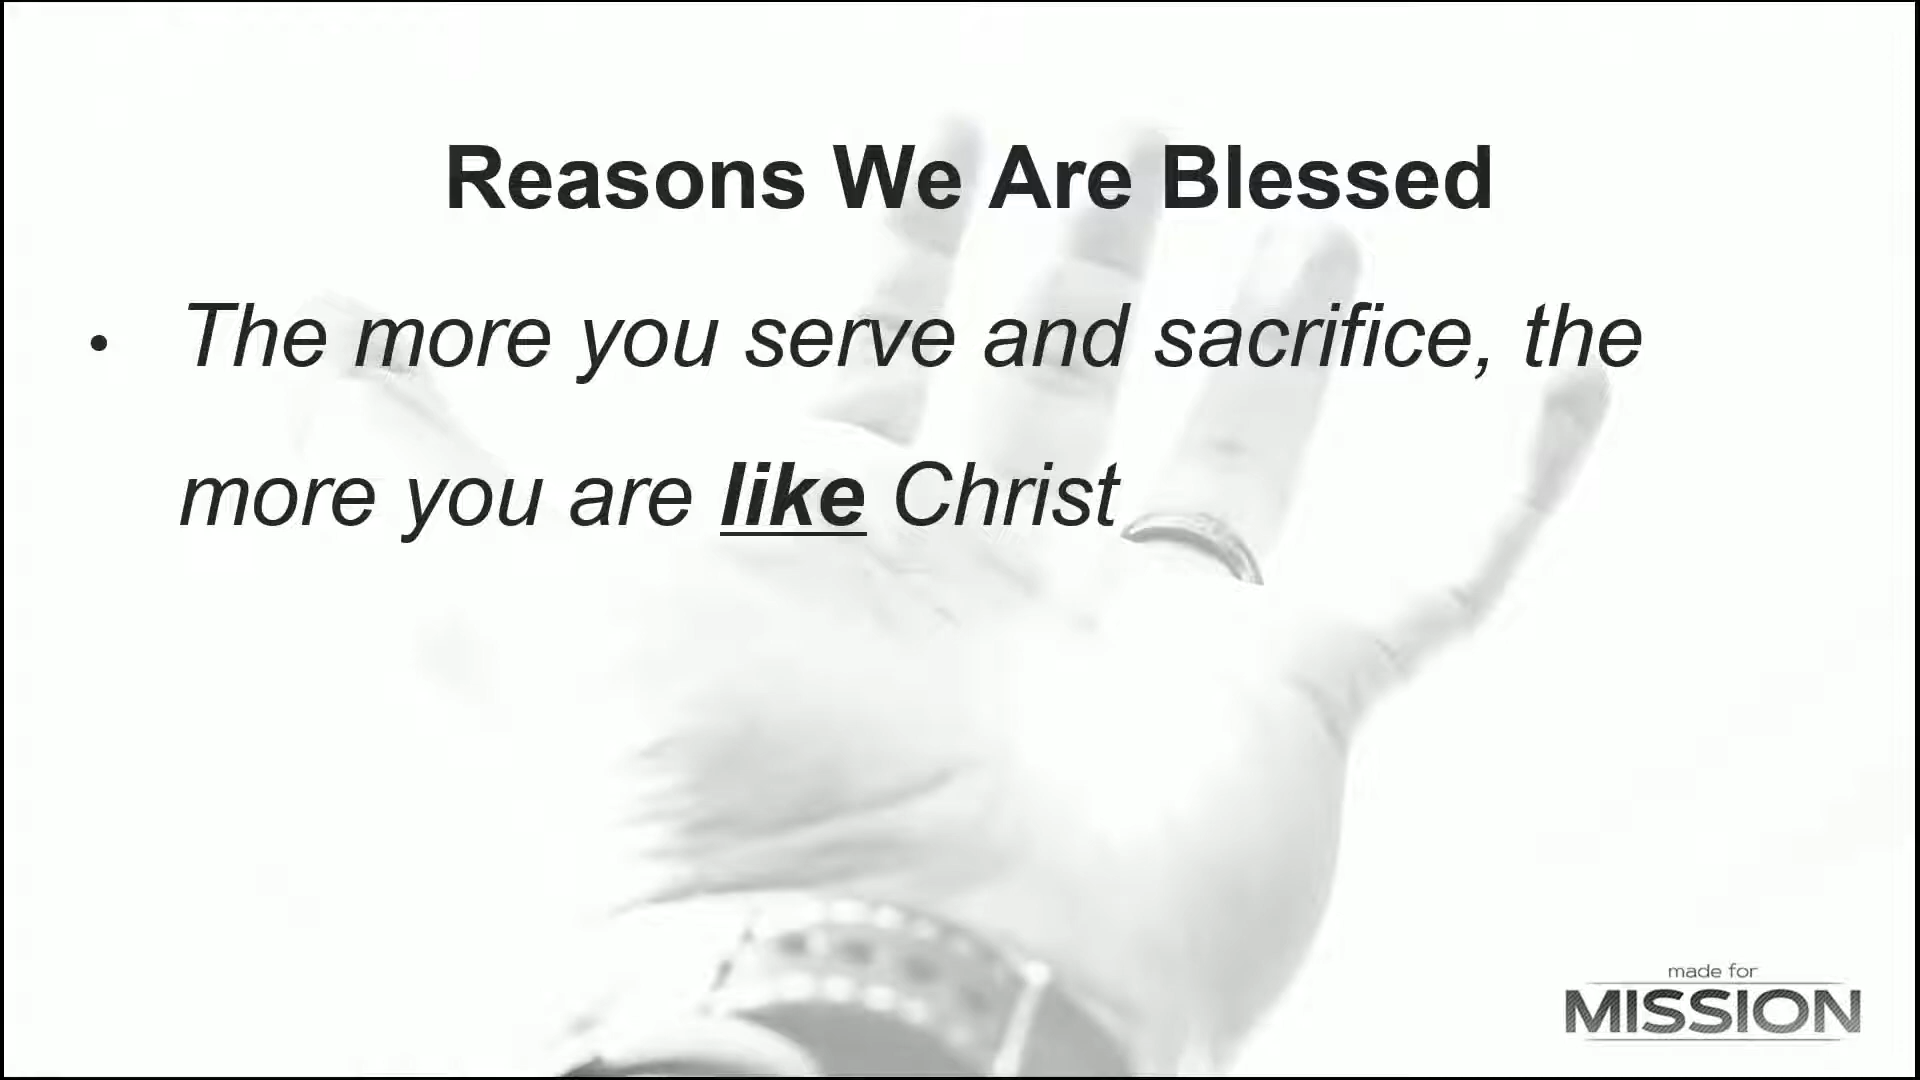 Reasons We Are Blessed
• The more you serve and sacrifice, the
more you are like Christ
made for
MISSION